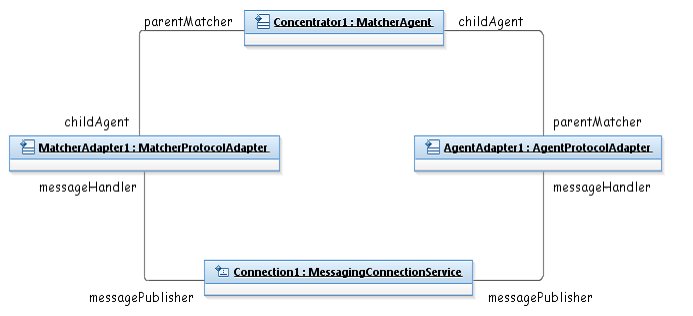 parentMatcher
Concentrator1 : MatcherAgent
childAgent
childAgent
parentMatcher
MatcherAdapter1 : MatcherProtocolAdapter
AgentAdapter1 : AgentProtocolAdapter
messageHandler
messageHandler
Connection1 : MessagingConnectionService
messagePublisher
messagePublisher